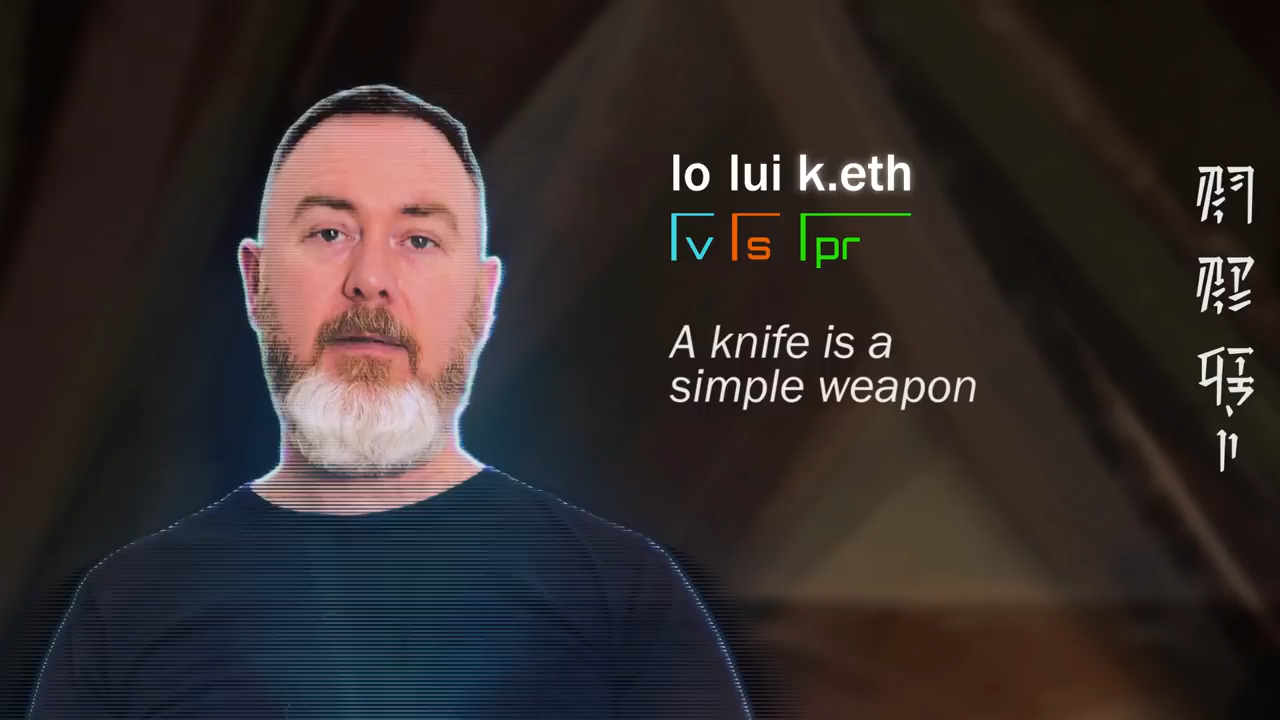 lo lui k.eth
v s pr
A knife is a
simple weapon